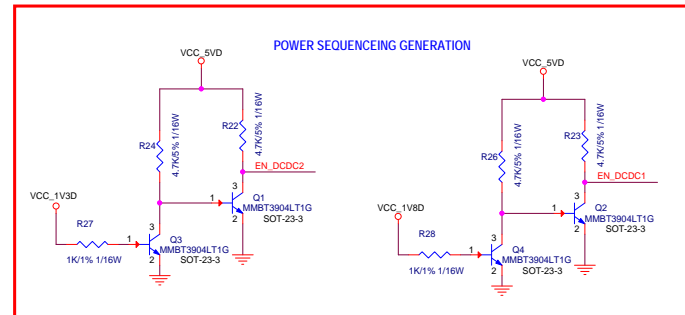 POWER SEQUENCEING GENERATION
VCC_5VD
R24
4.7K/5% 1/16W
R22
4.7K/5% 1/16W
EN_DCDC2
3
1
2
Q1
MMBT3904LT1G
SOT-23-3
VCC_1V3D
R27
1K/1% 1/16W
3
1
2
Q3
MMBT3904LT1G
SOT-23-3
VCC_5VD
R26
4.7K/5% 1/16W
R23
4.7K/5% 1/16W
EN_DCDC1
3
1
2
Q2
MMBT3904LT1G
SOT-23-3
VCC_1V8D
R28
1K/1% 1/16W
3
1
2
Q4
MMBT3904LT1G
SOT-23-3